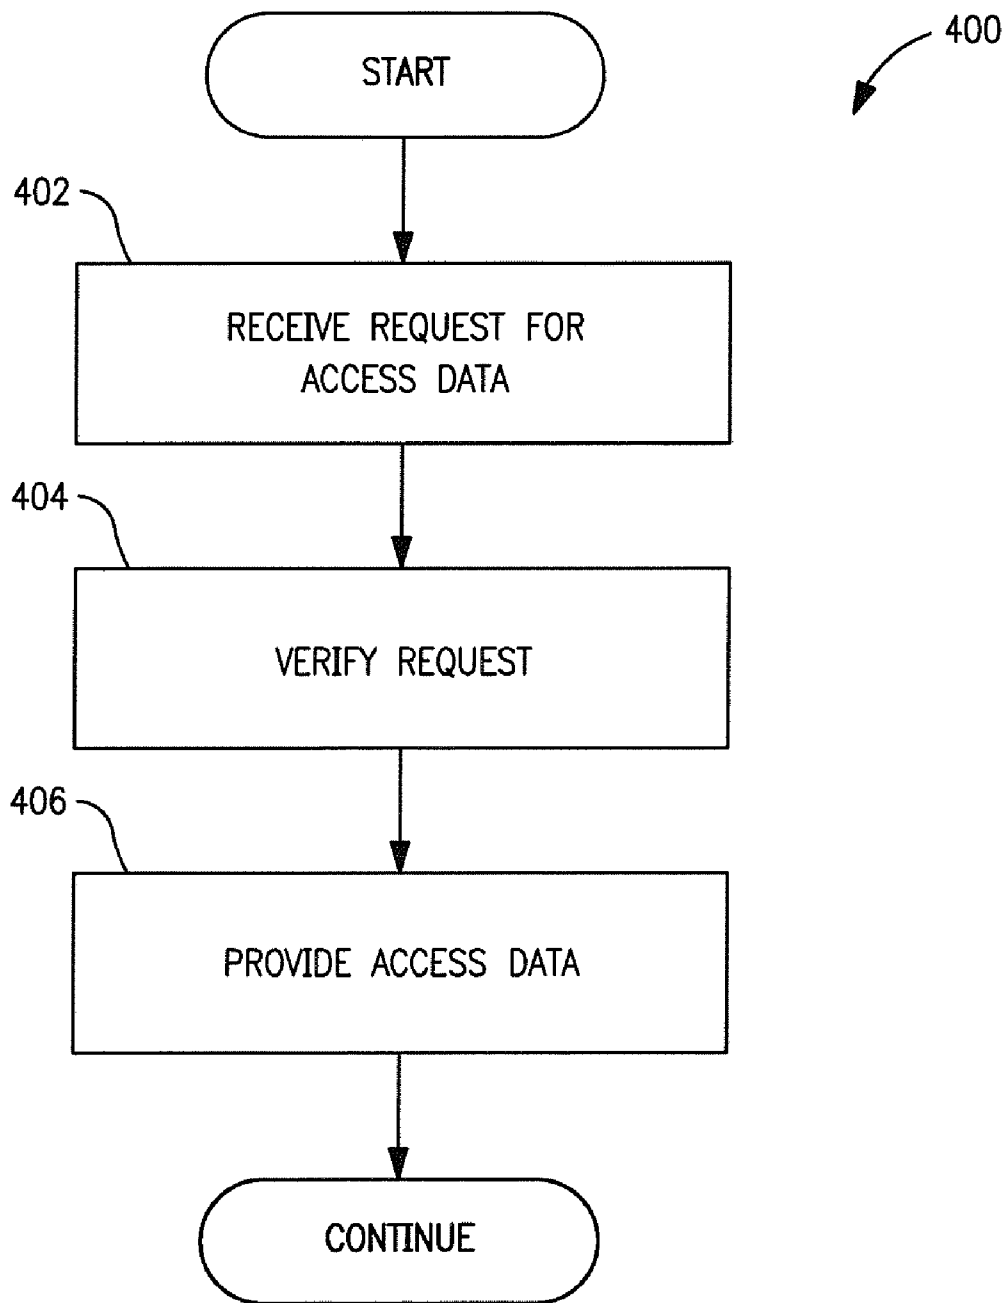 START
400
402
RECEIVE REQUEST FOR
ACCESS DATA
404
VERIFY REQUEST
406
PROVIDE ACCESS DATA
CONTINUE